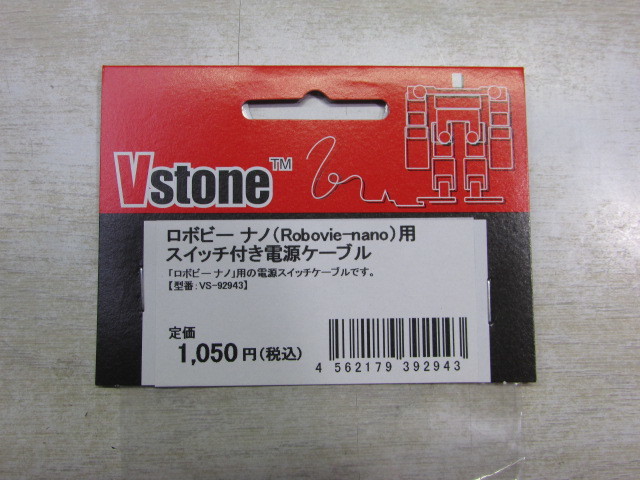 Vstone™
ロボビー ナノ(Robovie-nano)用
スイッチ付き電源ケーブル
「ロボビー ナノ」用の電源スイッチケーブルです。
【型番:VS-92943】
定価
1,050円(税込)
4 562179 392943